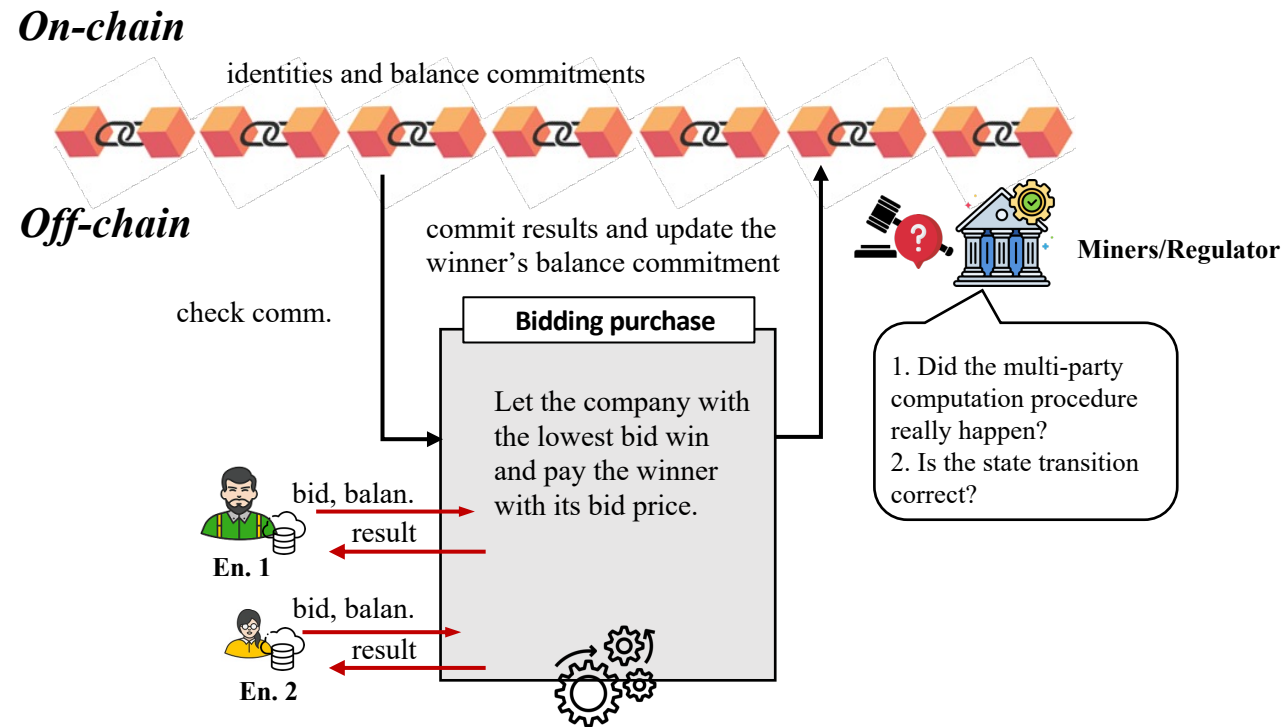 On-chain
identities and balance commitments
Off-chain
commit results and update the
winner's balance commitment
?
Miners/Regulator
check comm.
Bidding purchase
Let the company with
the lowest bid win
and pay the winner
with its bid price.
1. Did the multi-party
computation procedure
really happen?
2. Is the state transition
correct?
bid, balan.
result
En. 1
bid, balan.
result
En. 2